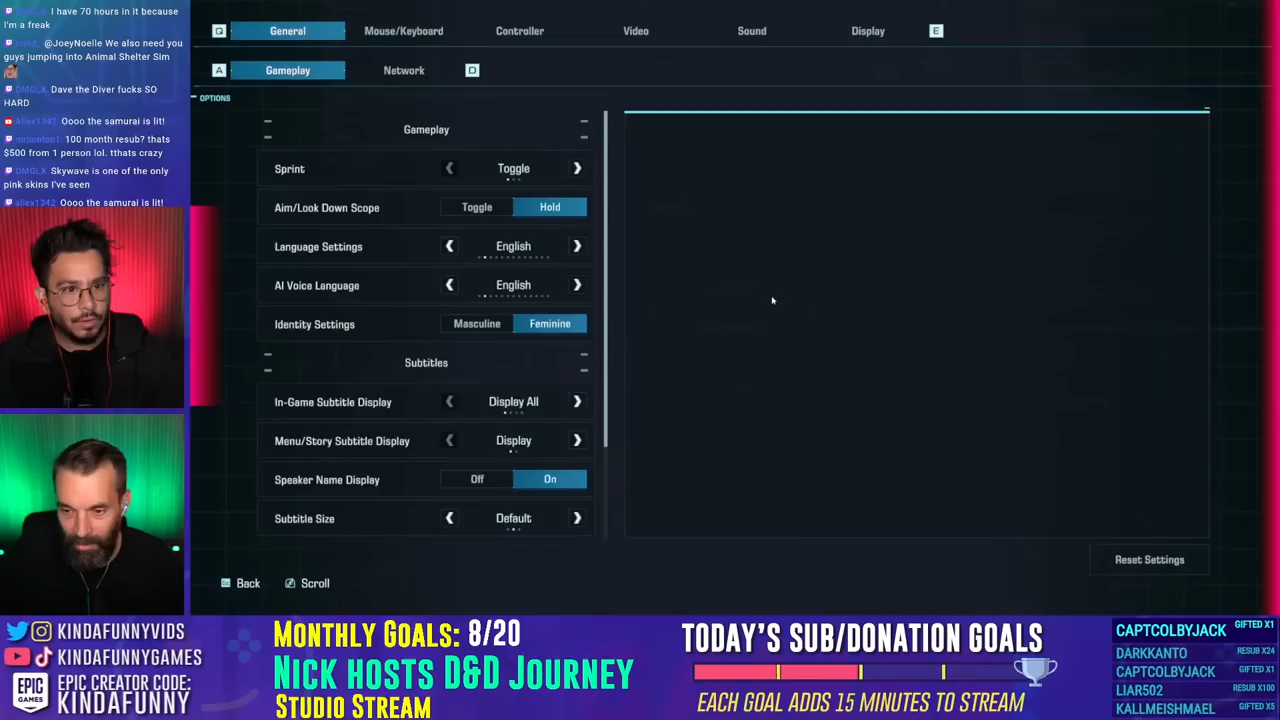 I have 70 hours in it because
I'm a freak
@JoeyNoelle We also need you
guys jumping into Animal Shelter Sim
DMGLX: Dave the Diver fucks SO
HARD
Allex1342: Oooo the samurai is lit!
100 month resub? thats
$500 from 1 person lol. tthats crazy
DMGLX: Skywave is one of the only
pink skins I've seen
allex1342: Oooo the samurai is lit!
Q General Mouse/Keyboard Controller Video Sound Display E
A Gameplay Network D
OPTIONS
Gameplay
Sprint Toggle
Aim/Look Down Scope Toggle Hold
Language Settings English
AI Voice Language English
Identity Settings Masculine Feminine
Subtitles
In-Game Subtitle Display Display All
Menu/Story Subtitle Display Display
Speaker Name Display Off On
Subtitle Size Default
Reset Settings
Back Scroll
KINDAFUNNYVIDS
KINDAFUNNYGAMES
EPIC GAMES
EPIC CREATOR CODE:
KINDAFUNNY
MONTHLY GOALS: 8/20
NICK HOSTS D&D JOURNEY
STUDIO STREAM
TODAY'S SUB/DONATION GOALS
EACH GOAL ADDS 15 MINUTES TO STREAM
CAPTCOLBYJACK GIFTED X1
DARKKANTO RESUB X24
CAPTCOLBYJACK GIFTED X1
LIAR502 RESUB X100
KALLMEISHMAEL GIFTED X5